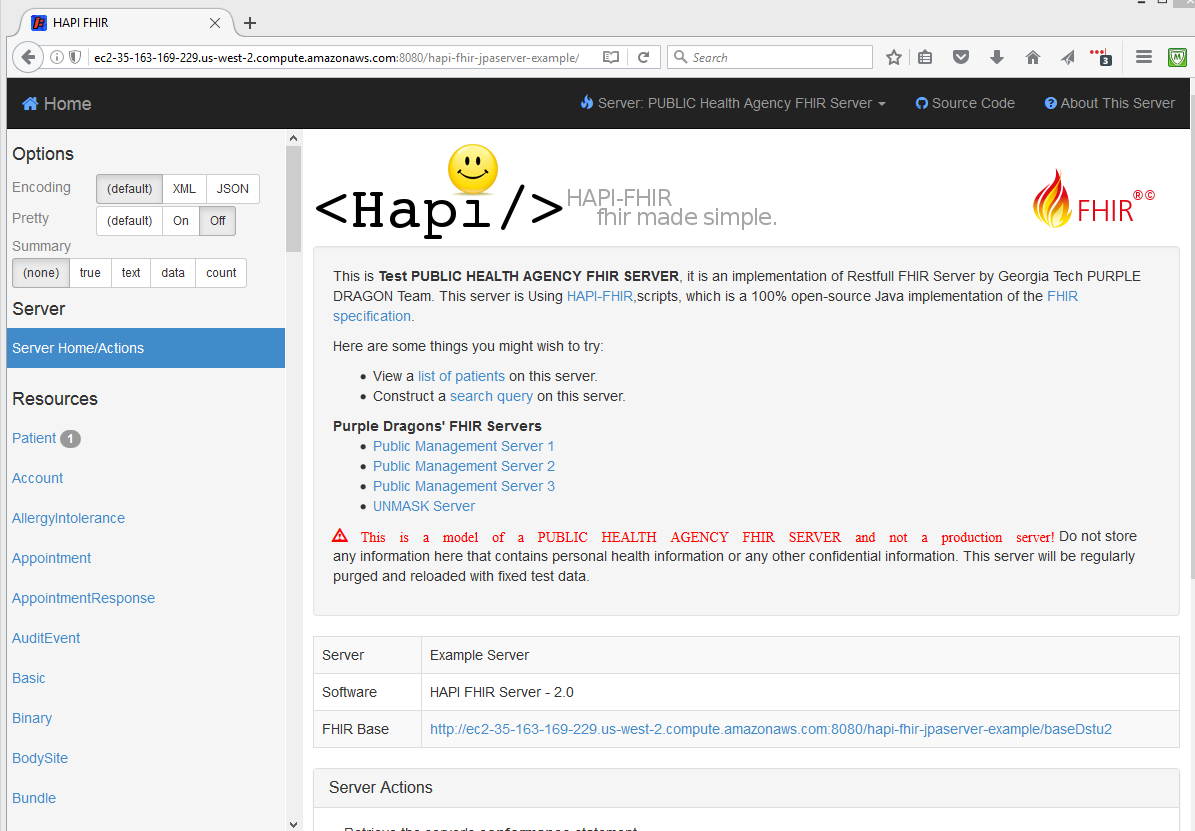 HAPI FHIR
ec2-35-163-169-229.us-west-2.compute.amazonaws.com:8080/hapi-fhir-jpaserver-example/
Search
3
Home
Server: PUBLIC Health Agency FHIR Server
Source Code
About This Server
Options
Encoding (default) XML JSON
Pretty (default) On Off
Summary
(none) true text data count
Server
Server Home/Actions
Resources
Patient 1
Account
AllergyIntolerance
Appointment
AppointmentResponse
AuditEvent
Basic
Binary
BodySite
Bundle
<Hapi/>
HAPI-FHIR
fhir made simple.
FHIR®©
This is Test PUBLIC HEALTH AGENCY FHIR SERVER, it is an implementation of Restfull FHIR Server by Georgia Tech PURPLE
DRAGON Team. This server is Using HAPI-FHIR,scripts, which is a 100% open-source Java implementation of the FHIR
specification.
Here are some things you might wish to try:
• View a list of patients on this server.
• Construct a search query on this server.
Purple Dragons' FHIR Servers
• Public Management Server 1
• Public Management Server 2
• Public Management Server 3
• UNMASK Server
This is a model of a PUBLIC HEALTH AGENCY FHIR SERVER and not a production server! Do not store
any information here that contains personal health information or any other confidential information. This server will be regularly
purged and reloaded with fixed test data.
Server Example Server
Software HAPI FHIR Server - 2.0
FHIR Base http://ec2-35-163-169-229.us-west-2.compute.amazonaws.com:8080/hapi-fhir-jpaserver-example/baseDstu2
Server Actions
Retrieve the server's conformance statement.